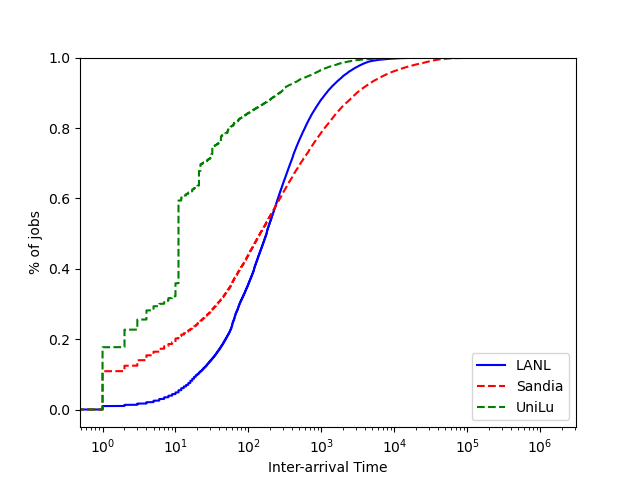 1.0
0.8
0.6
0.4
0.2
0.0
% of jobs
10⁰ 10¹ 10² 10³ 10⁴ 10⁵ 10⁶
Inter-arrival Time
LANL
Sandia
UniLu